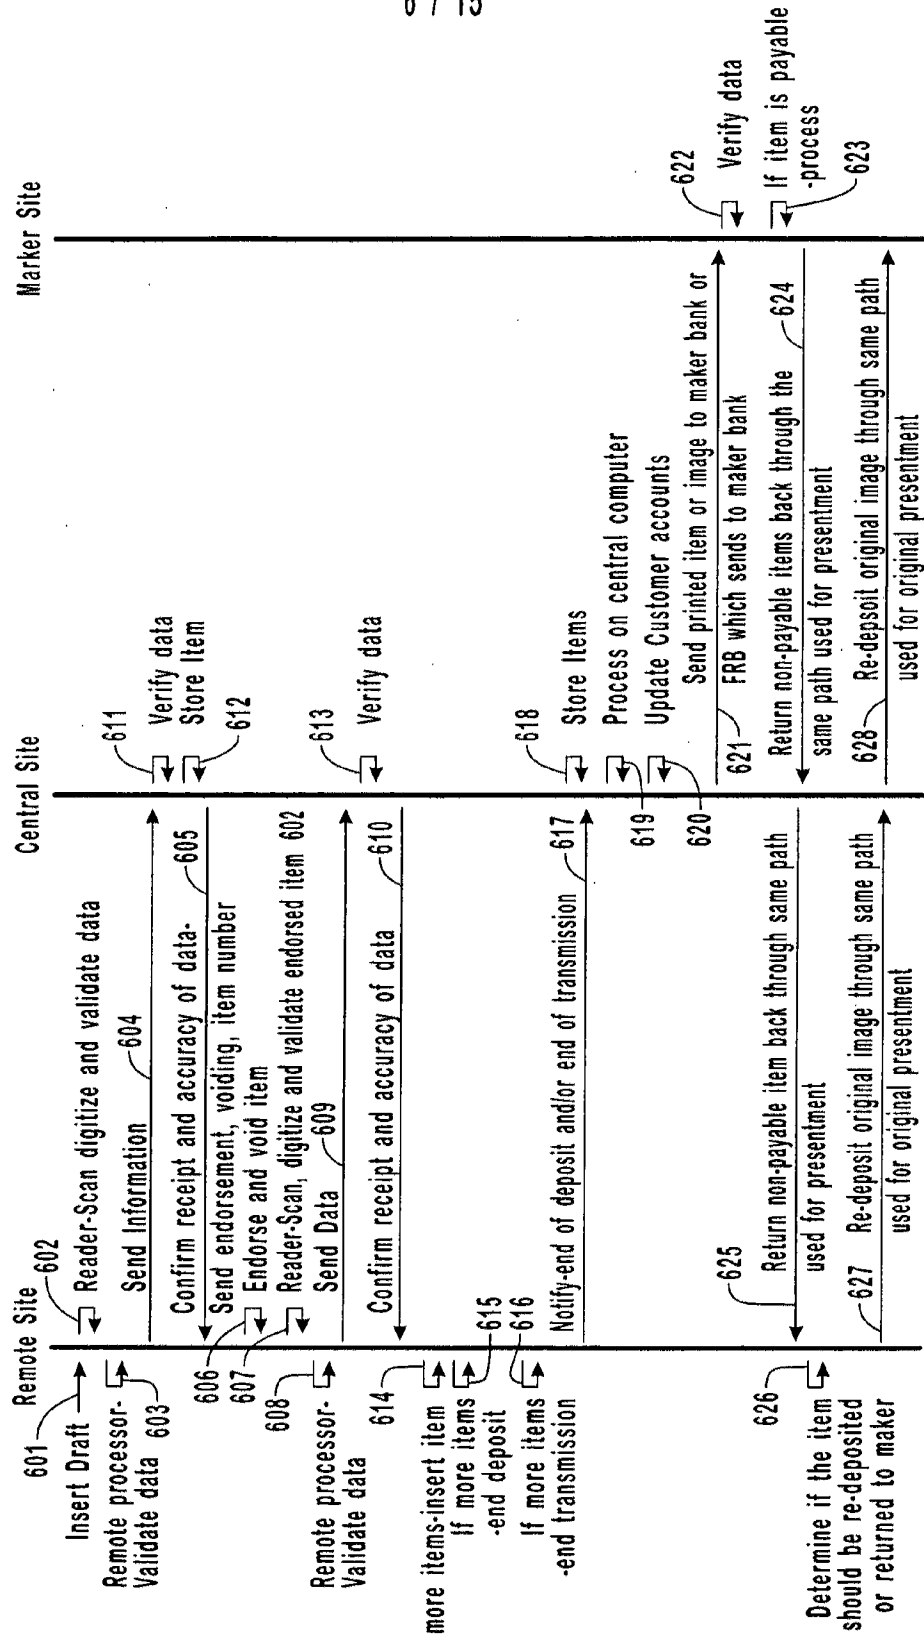 6 / 15
Remote Site
Central Site
Marker Site
601
Insert Draft
602
Reader-Scan digitize and validate data
Remote processor-
Validate data
603
Send Information
604
611
Verify data
Store Item
612
Confirm receipt and accuracy of data-
605
Send endorsement, voiding, item number
606
Endorse and void item
607
Reader-Scan, digitize and validate endorsed item 602
608
Remote processor-
Validate data
Send Data
609
613
Verify data
Confirm receipt and accuracy of data
610
614
more items-insert item
If more items
-end deposit
615
616
If more items
-end transmission
Notify-end of deposit and/or end of transmission
617
618
Store Items
Process on central computer
619
Update Customer accounts
620
Send printed item or image to maker bank or
FRB which sends to maker bank
621
622
Verify data
If item is payable
-process
623
Return non-payable items back through the
same path used for presentment
624
625
Return non-payable item back through same path
used for presentment
626
Determine if the item
should be re-deposited
or returned to maker
627
Re-deposit original image through same path
used for original presentment
628
Re-depsoit original image through same path
used for original presentment